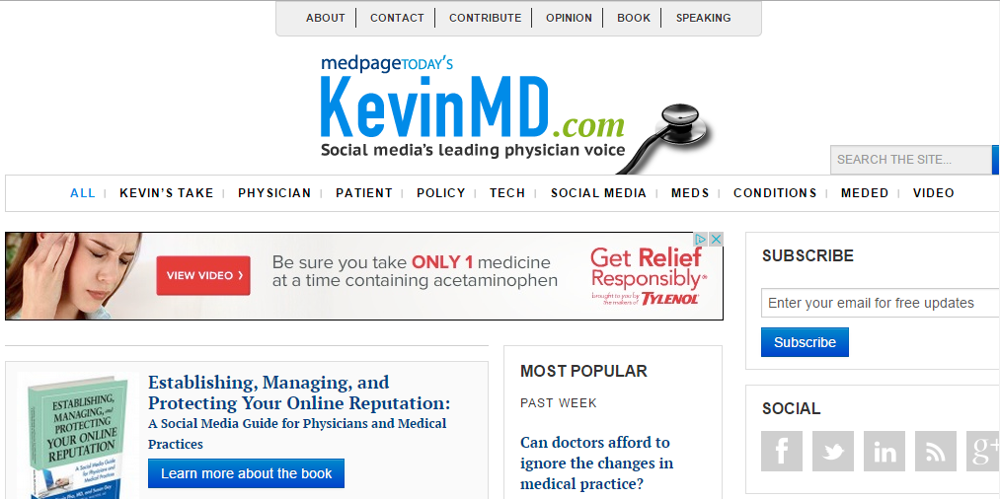 ABOUT CONTACT CONTRIBUTE OPINION BOOK SPEAKING
medpageTODAY'S
KevinMD.com
Social media's leading physician voice
SEARCH THE SITE...
ALL KEVIN'S TAKE PHYSICIAN PATIENT POLICY TECH SOCIAL MEDIA MEDS CONDITIONS MEDED VIDEO
VIEW VIDEO
Be sure you take ONLY 1 medicine
at a time containing acetaminophen
Get Relief
Responsibly®
brought to you by
the makers of TYLENOL®
SUBSCRIBE
Enter your email for free updates
Subscribe
ESTABLISHING,
MANAGING, and
PROTECTING
YOUR ONLINE
REPUTATION
A Social Media Guide
for Physicians and
Medical Practices
Establishing, Managing, and
Protecting Your Online Reputation:
A Social Media Guide for Physicians and Medical
Practices
Learn more about the book
MOST POPULAR
PAST WEEK
Can doctors afford to
ignore the changes in
medical practice?
SOCIAL
f
in
g+